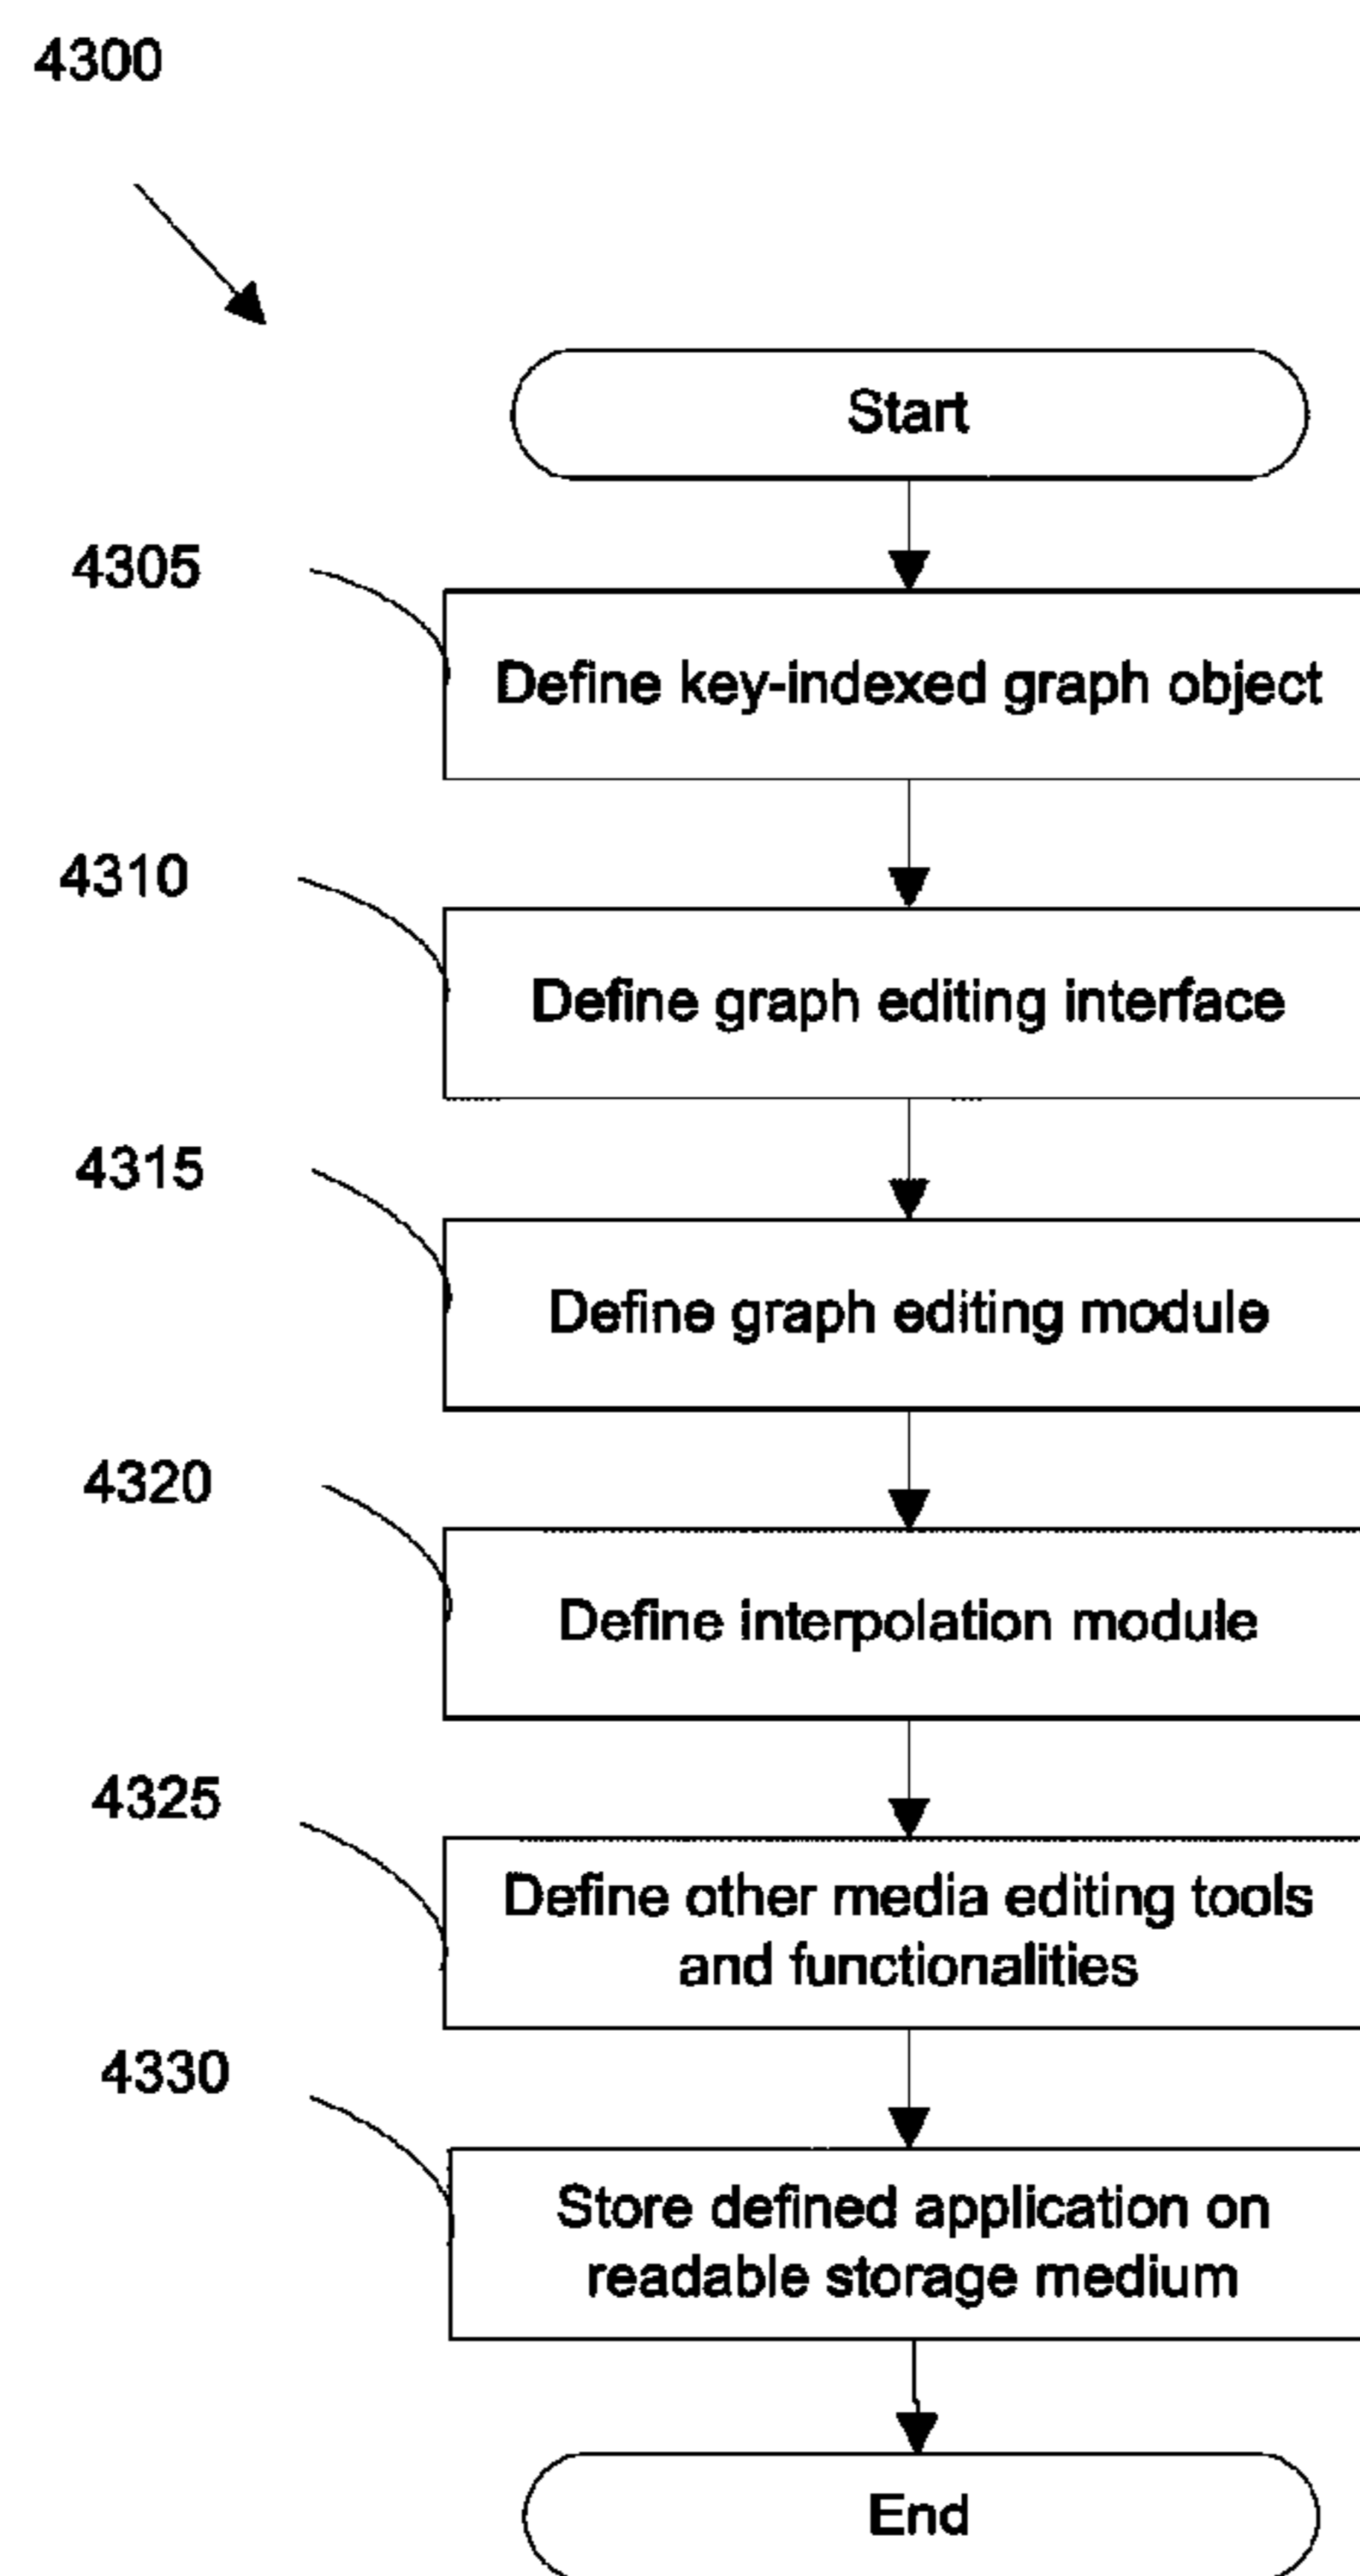 4300
Start
4305
Define key-indexed graph object
4310
Define graph editing interface
4315
Define graph editing module
4320
Define interpolation module
4325
Define other media editing tools
and functionalities
4330
Store defined application on
readable storage medium
End